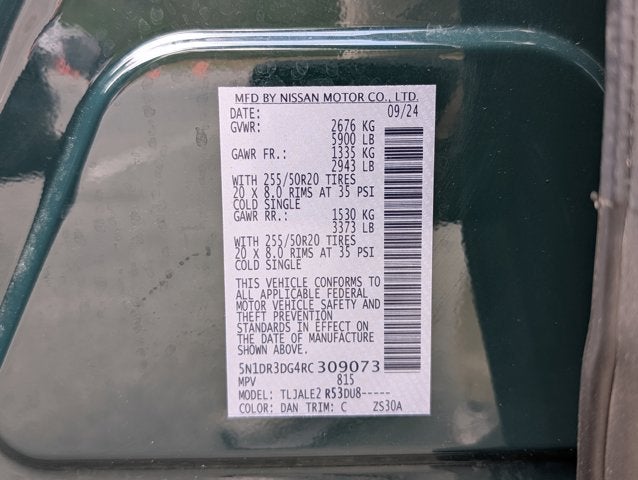 MFD BY NISSAN MOTOR CO., LTD.
DATE: 09/24
GVWR: 2676 KG
5900 LB
GAWR FR.: 1335 KG
2943 LB
WITH 255/50R20 TIRES
20 X 8.0 RIMS AT 35 PSI
COLD SINGLE
GAWR RR.: 1530 KG
3373 LB
WITH 255/50R20 TIRES
20 X 8.0 RIMS AT 35 PSI
COLD SINGLE
THIS VEHICLE CONFORMS TO
ALL APPLICABLE FEDERAL
MOTOR VEHICLE SAFETY AND
THEFT PREVENTION
STANDARDS IN EFFECT ON
THE DATE OF MANUFACTURE
SHOWN ABOVE.
5N1DR3DG4RC309073
MPV 815
MODEL: TLJALE2 R53DU8-----
COLOR: DAN TRIM: C ZS30A